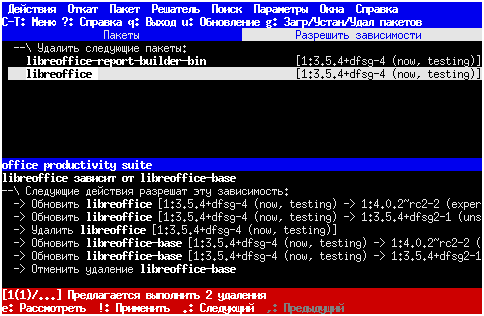 Действия Откат Пакет Решатель Поиск Параметры Окна Справка
C-T: Меню ?: Справка q: Выход u: Обновление g: Загр/Устан/Удал пакетов
Пакеты Разрешить зависимости
--\ Удалить следующие пакеты:
libreoffice-report-builder-bin [1:3.5.4+dfsg-4 (now, testing)]
libreoffice [1:3.5.4+dfsg-4 (now, testing)]
office productivity suite
libreoffice зависит от libreoffice-base
--\ Следующие действия разрешат эту зависимость:
-> Обновить libreoffice [1:3.5.4+dfsg-4 (now, testing) -> 1:4.0.2~rc2-2 (exper
-> Обновить libreoffice [1:3.5.4+dfsg-4 (now, testing) -> 1:3.5.4+dfsg2-1 (uns
-> Удалить libreoffice [1:3.5.4+dfsg-4 (now, testing)]
-> Обновить libreoffice-base [1:3.5.4+dfsg-4 (now, testing) -> 1:4.0.2~rc2-2 (
-> Обновить libreoffice-base [1:3.5.4+dfsg-4 (now, testing) -> 1:3.5.4+dfsg2-1
-> Отменить удаление libreoffice-base
[1(1)/...] Предлагается выполнить 2 удаления
e: Рассмотреть !: Применить .: Следующий ,: Предыдущий